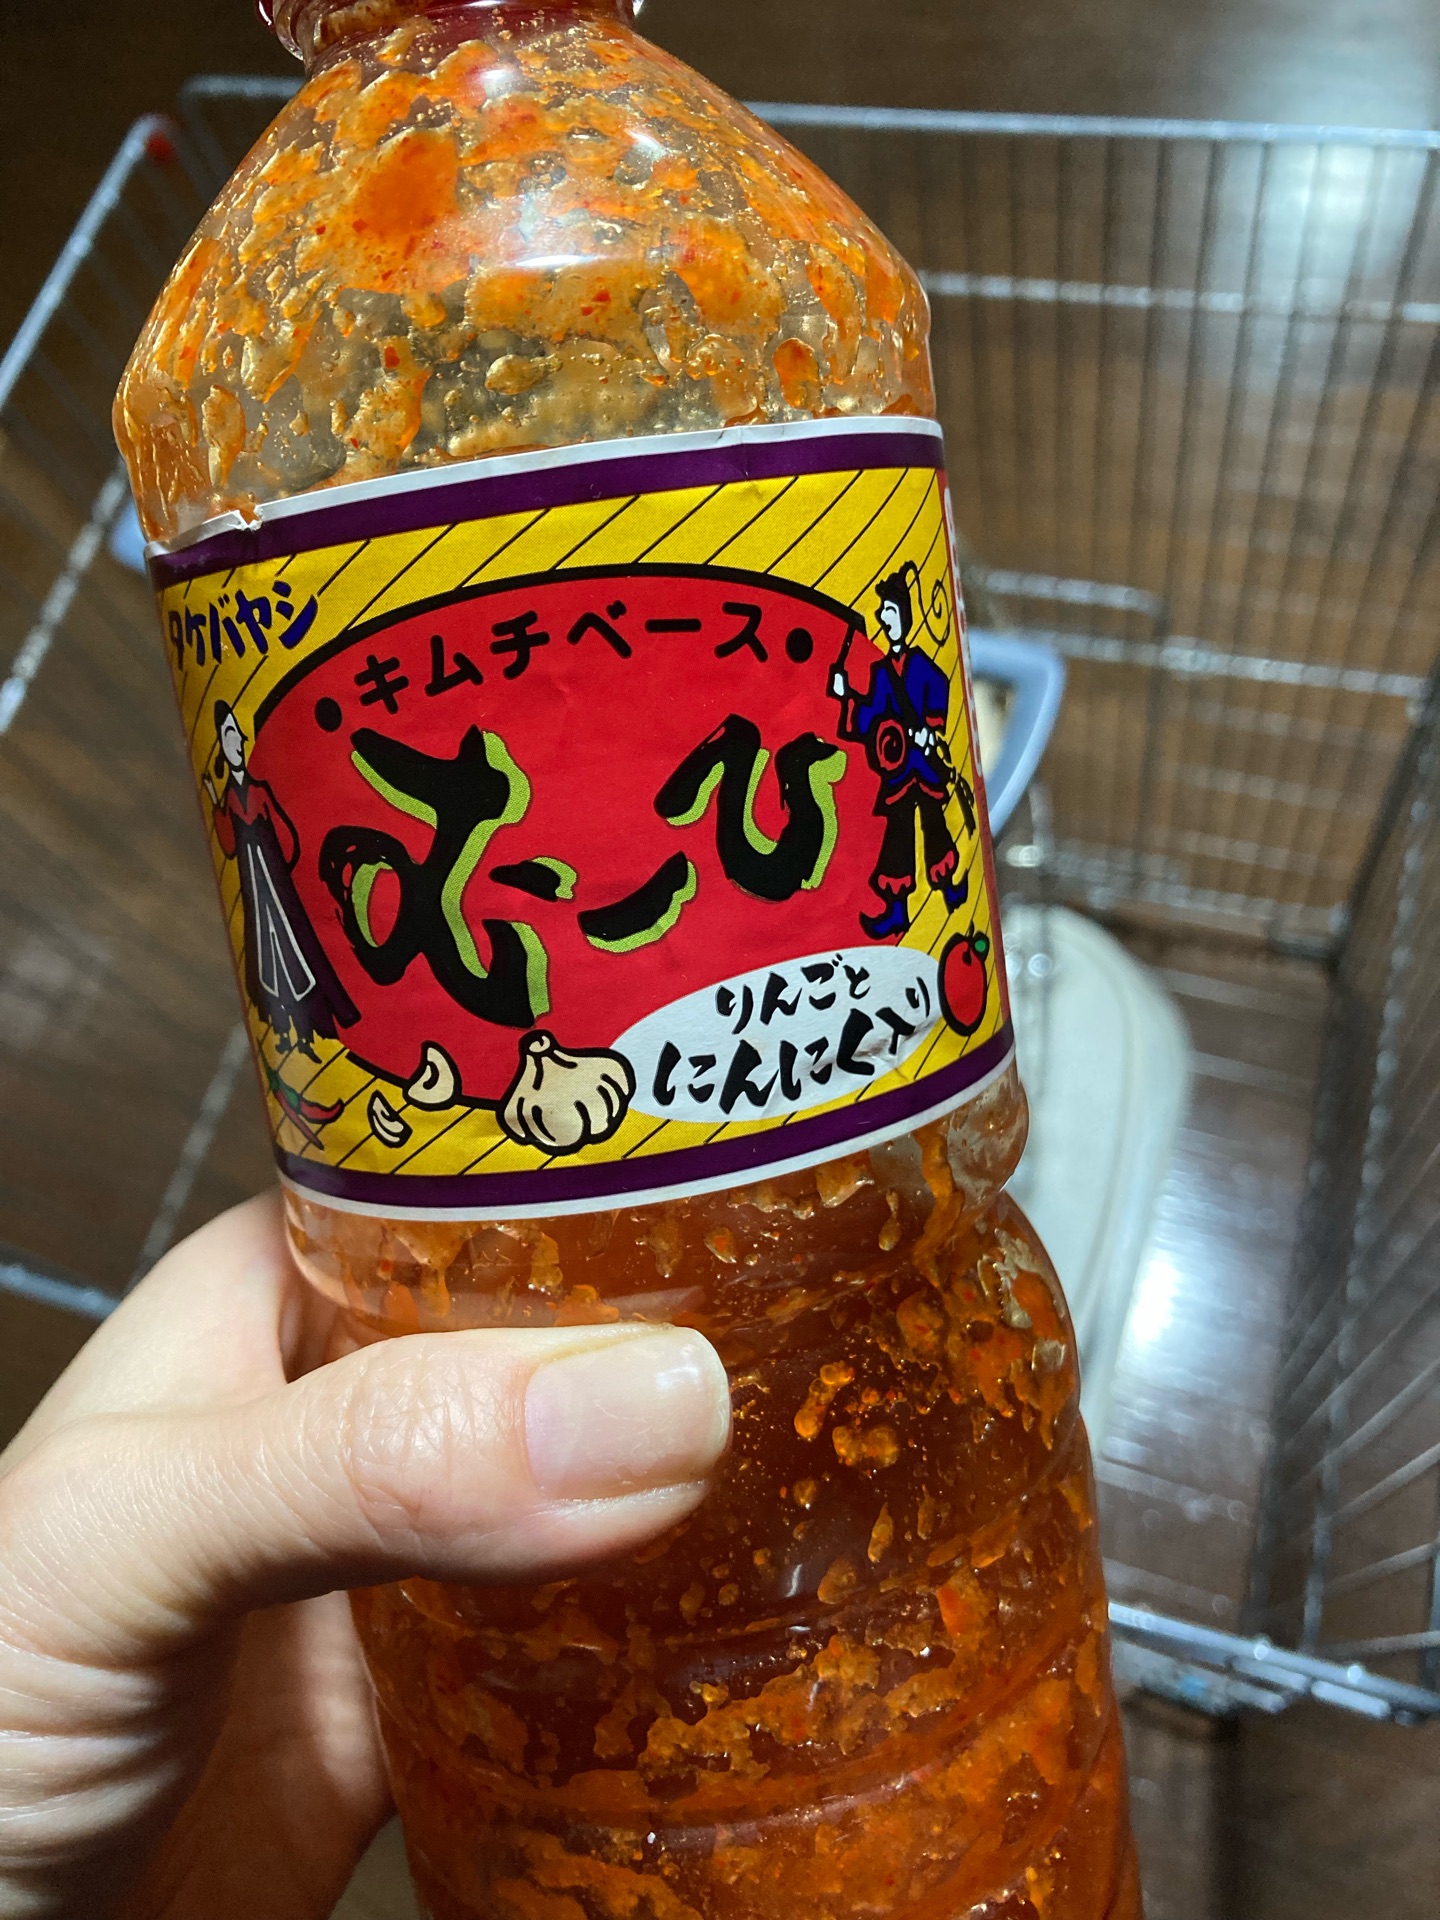 タケバヤシ
•キムチベース•
むーひ
りんごと
にんにく入り